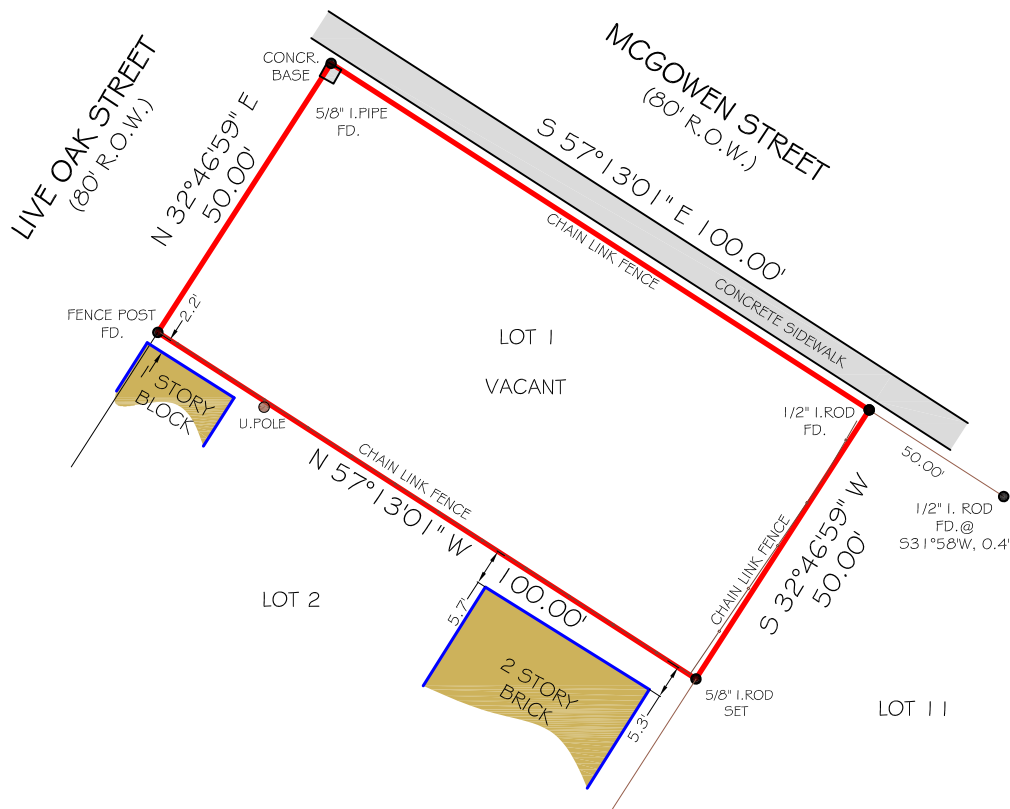 MCGOWEN STREET
(80' R.O.W.)
LIVE OAK STREET
(80' R.O.W.)
CONCR.
BASE
5/8" I.PIPE
FD.
N 32°46'59" E
50.00'
S 57°13'01" E 100.00'
CHAIN LINK FENCE
CONCRETE SIDEWALK
FENCE POST
FD.
2.2'
LOT 1
VACANT
1 STORY
BLOCK
U.POLE
1/2" I.ROD
FD.
50.00'
1/2" I. ROD
FD.@
S31°58'W, 0.4'
CHAIN LINK FENCE
N 57°13'01" W
100.00'
CHAIN LINK FENCE
S 32°46'59" W
50.00'
LOT 2
5.7'
2 STORY
BRICK
5.3'
5/8" I.ROD
SET
LOT 11